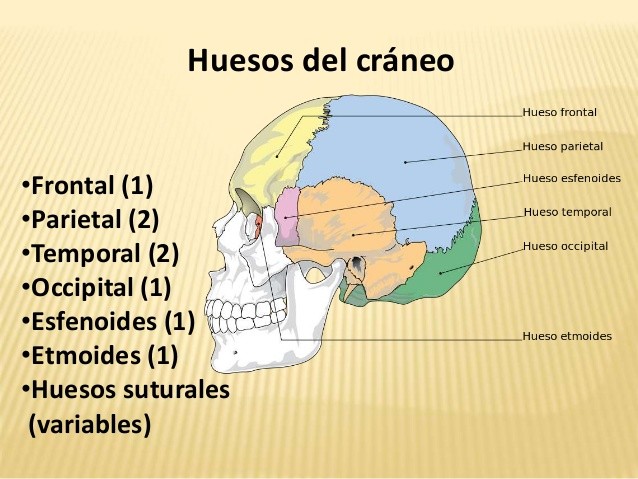 Huesos del cráneo
•Frontal (1)
•Parietal (2)
•Temporal (2)
•Occipital (1)
•Esfenoides (1)
•Etmoides (1)
•Huesos suturales
(variables)
Hueso frontal
Hueso parietal
Hueso esfenoides
Hueso temporal
Hueso occipital
Hueso etmoides